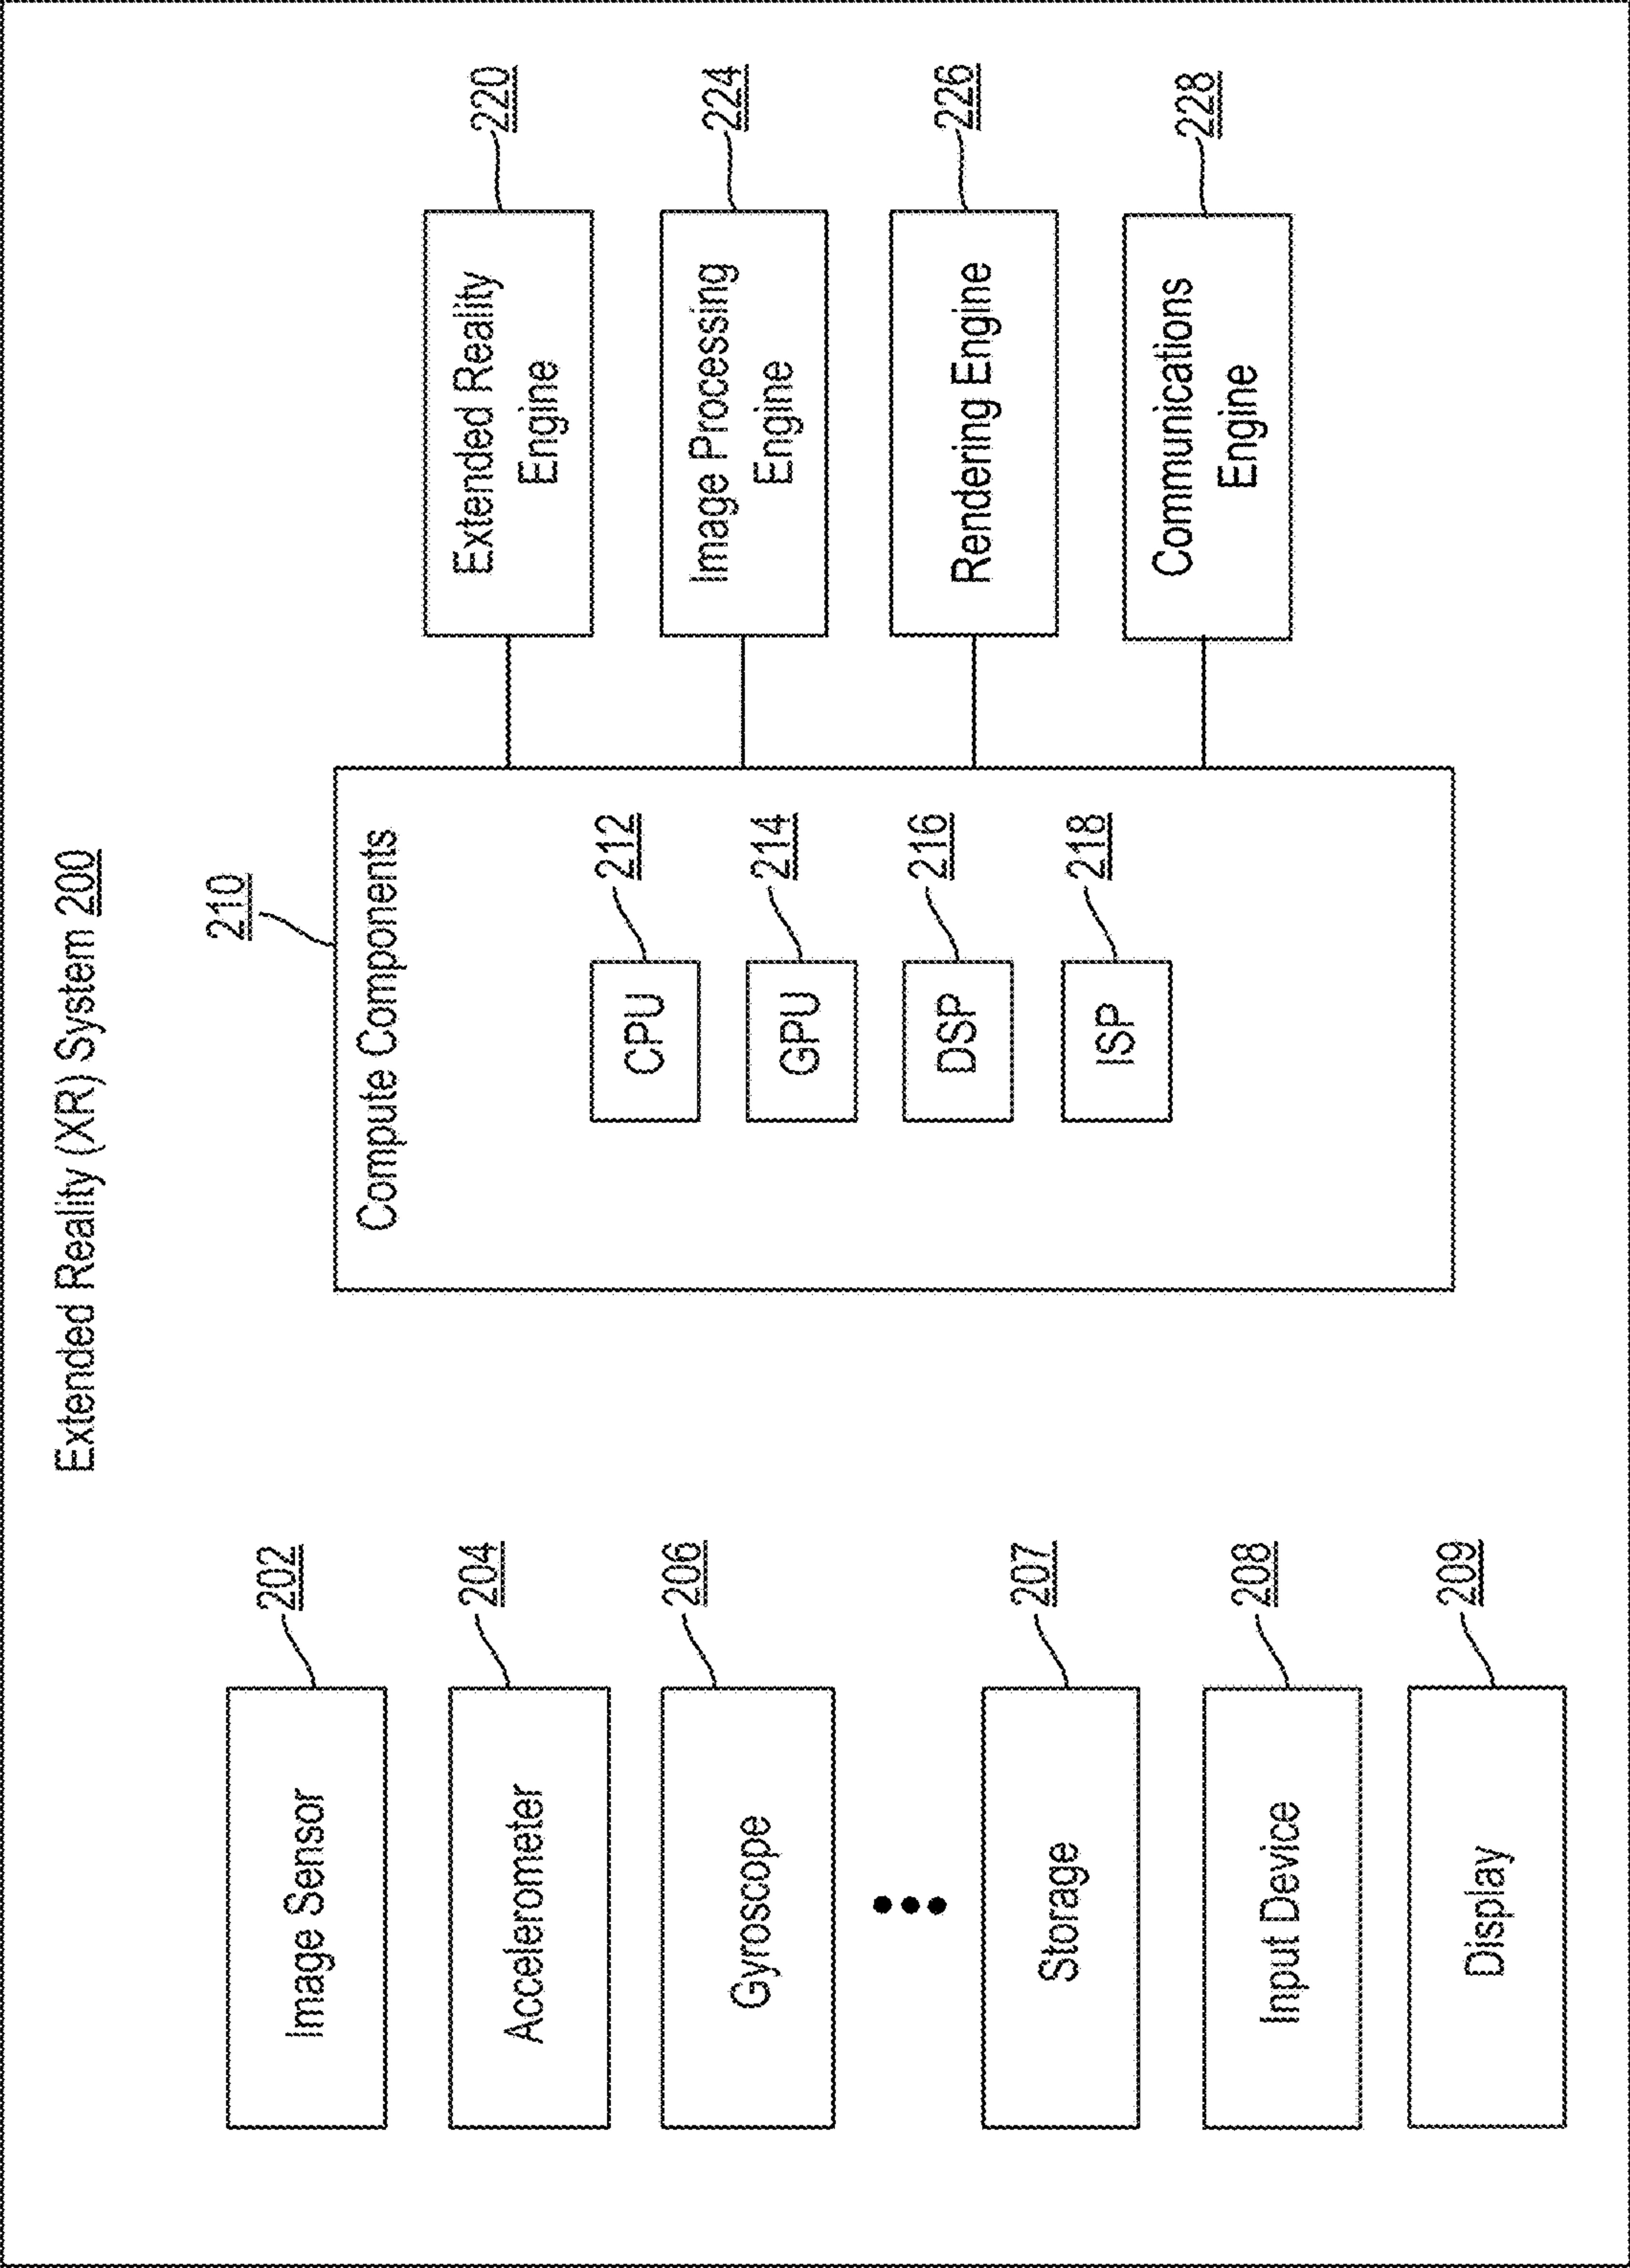 Extended Reality (XR) System 200
Image Sensor
202
Accelerometer
204
Gyroscope
206
Storage
207
Input Device
208
Display
209
210
Compute Components
CPU
212
GPU
214
DSP
216
ISP
218
Extended Reality
Engine
220
Image Processing
Engine
224
Rendering Engine
226
Communications
Engine
228